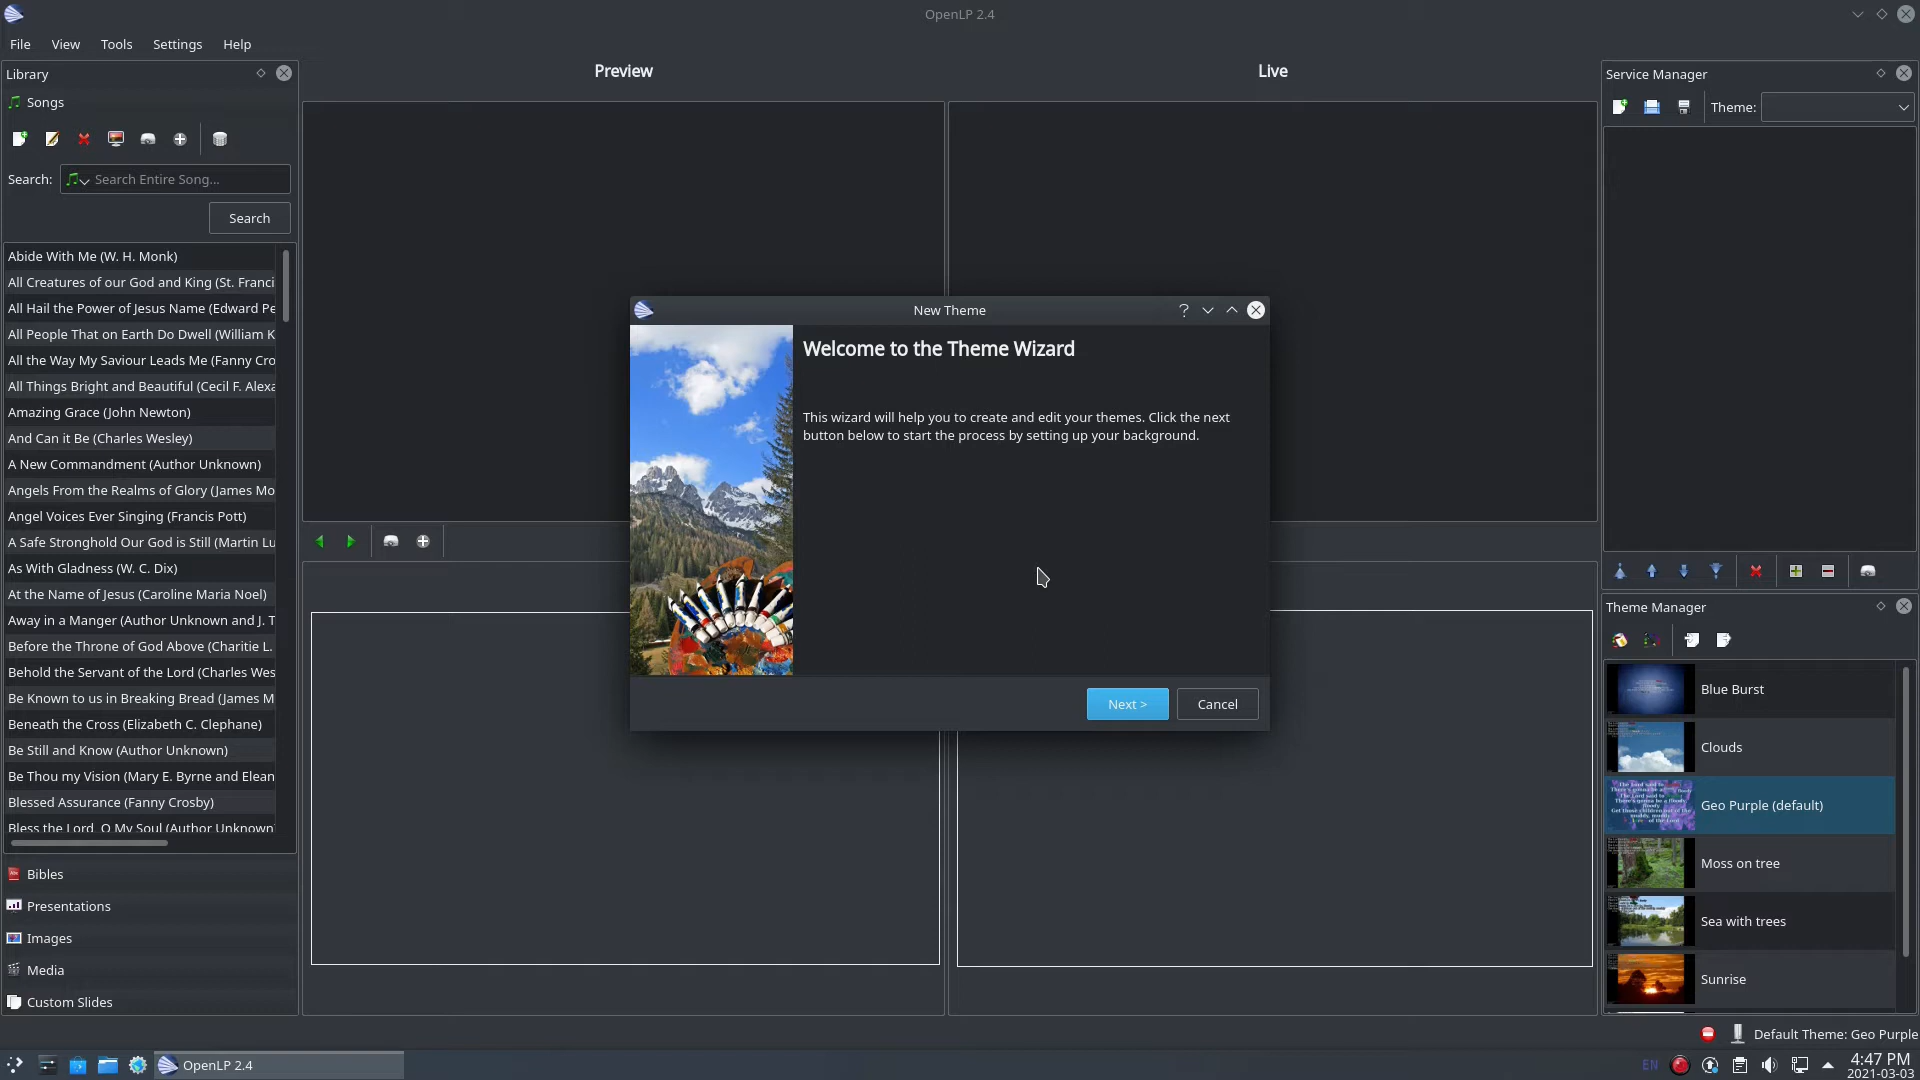 OpenLP 2.4
File View Tools Settings Help
Library
Songs
Search: Search Entire Song...
Search
Abide With Me (W. H. Monk)
All Creatures of our God and King (St. Franci
All Hail the Power of Jesus Name (Edward Pe
All People That on Earth Do Dwell (William K
All the Way My Saviour Leads Me (Fanny Cro
All Things Bright and Beautiful (Cecil F. Alexa
Amazing Grace (John Newton)
And Can it Be (Charles Wesley)
A New Commandment (Author Unknown)
Angels From the Realms of Glory (James Mo
Angel Voices Ever Singing (Francis Pott)
A Safe Stronghold Our God is Still (Martin Lu
As With Gladness (W. C. Dix)
At the Name of Jesus (Caroline Maria Noel)
Away in a Manger (Author Unknown and J. T
Before the Throne of God Above (Charitie L.
Behold the Servant of the Lord (Charles Wes
Be Known to us in Breaking Bread (James M
Beneath the Cross (Elizabeth C. Clephane)
Be Still and Know (Author Unknown)
Be Thou my Vision (Mary E. Byrne and Elean
Blessed Assurance (Fanny Crosby)
Bless the Lord, O My Soul (Author Unknown)
Bibles
Presentations
Images
Media
Custom Slides
Preview
Live
New Theme
Welcome to the Theme Wizard
This wizard will help you to create and edit your themes. Click the next
button below to start the process by setting up your background.
Next >
Cancel
Service Manager
Theme:
Theme Manager
Blue Burst
Clouds
Geo Purple (default)
Moss on tree
Sea with trees
Sunrise
Default Theme: Geo Purple
OpenLP 2.4
EN
4:47 PM
2021-03-03